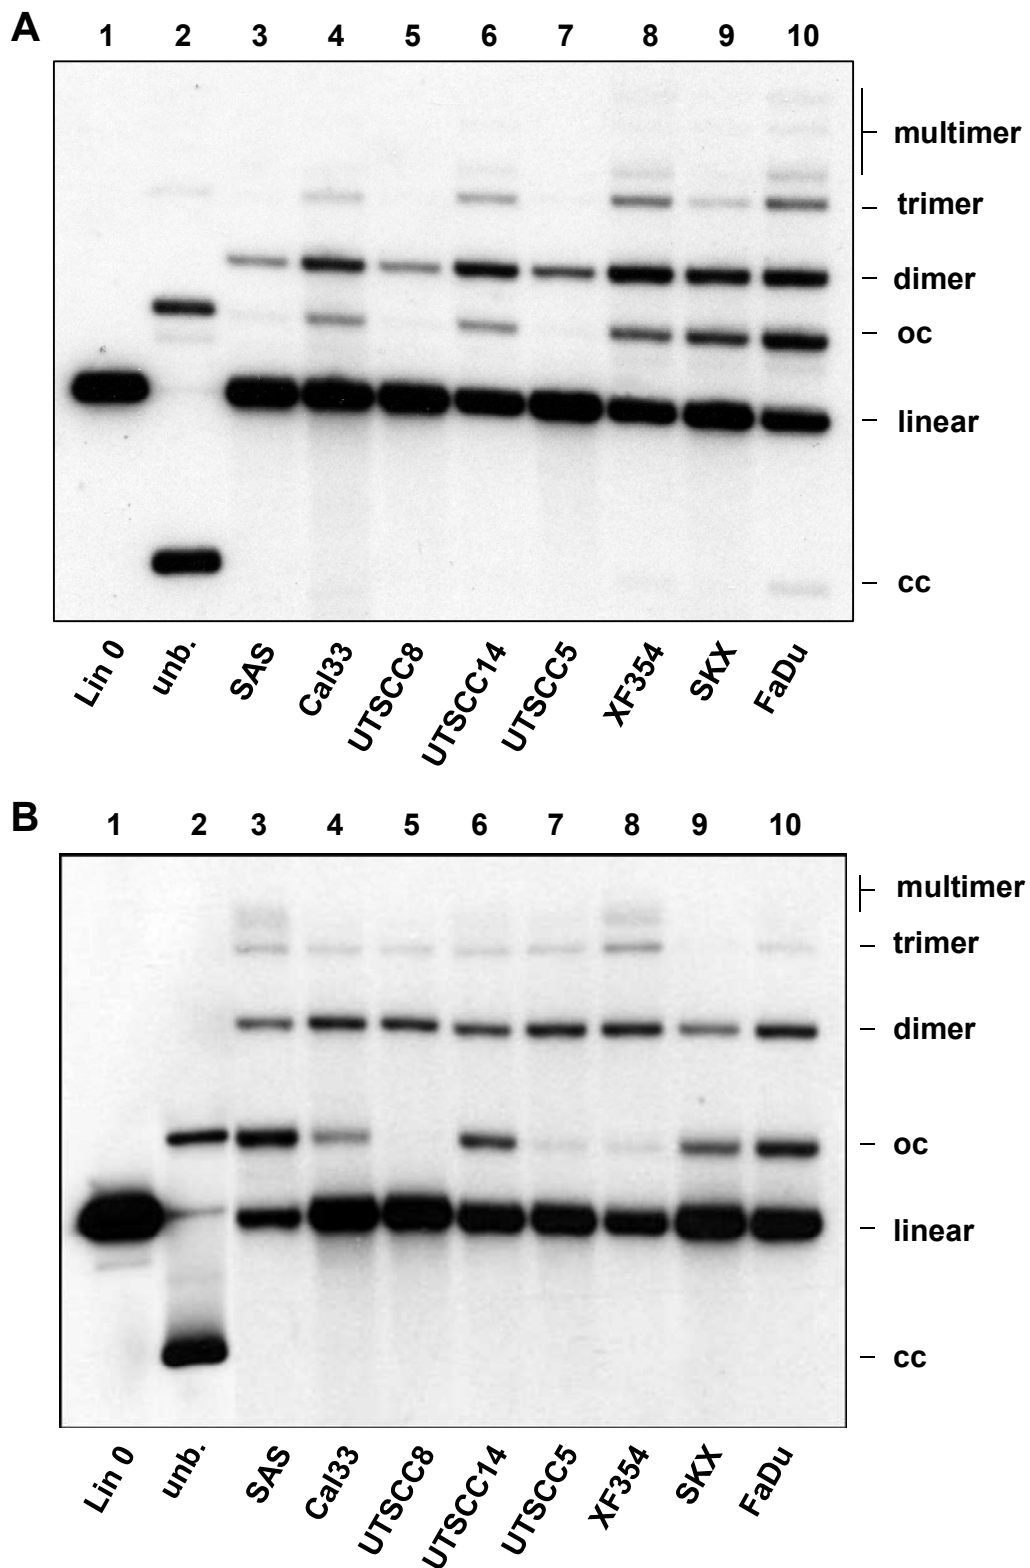 A
1 2 3 4 5 6 7 8 9 10
multimer
trimer
dimer
oc
linear
cc
Lin 0 unb. SAS Cal33 UTSCC8 UTSCC14 UTSCC5 XF354 SKX FaDu
B
1 2 3 4 5 6 7 8 9 10
multimer
trimer
dimer
oc
linear
cc
Lin 0 unb. SAS Cal33 UTSCC8 UTSCC14 UTSCC5 XF354 SKX FaDu